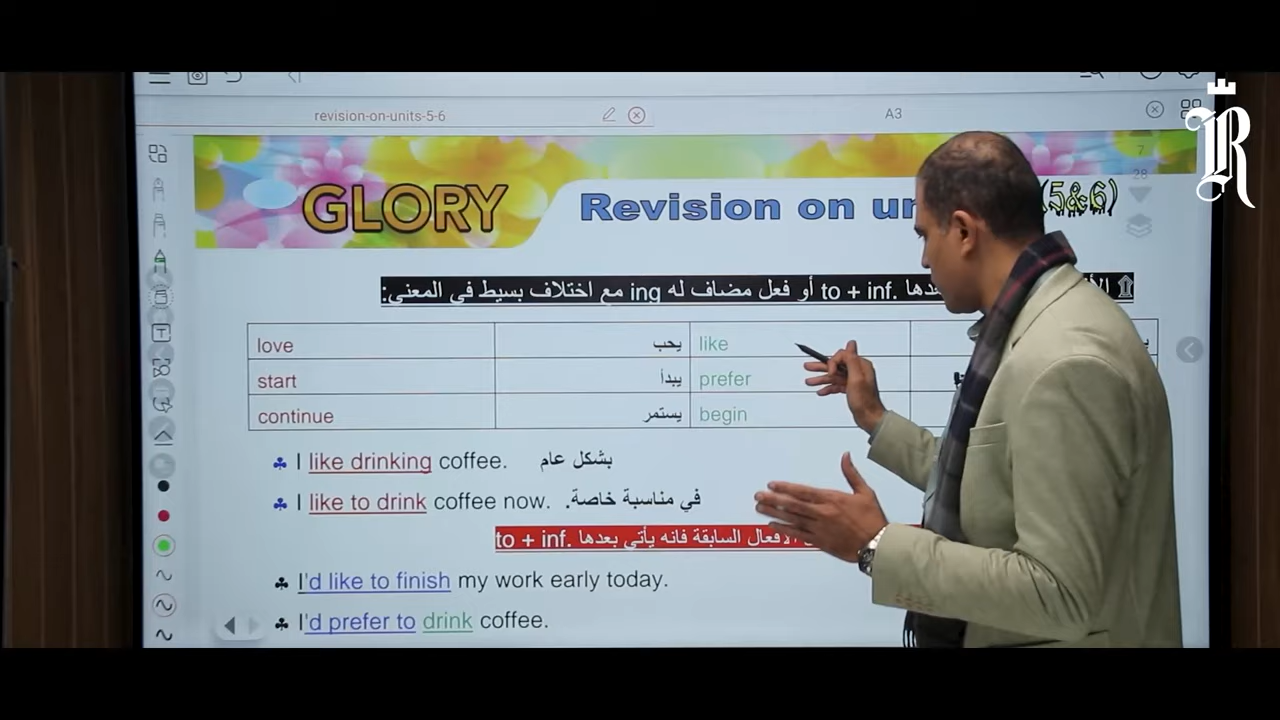 revision-on-units-5-6
A3
7
28
GLORY
Revision on un (5&6)
بعدها to + inf. أو فعل مضاف له ing مع اختلاف بسيط في المعنى:
love يحب like
start يبدأ prefer
continue يستمر begin
♣ I like drinking coffee. بشكل عام
♣ I like to drink coffee now. في مناسبة خاصة.
الأفعال السابقة فانه يأتي بعدها to + inf.
♣ I'd like to finish my work early today.
♣ I'd prefer to drink coffee.
R